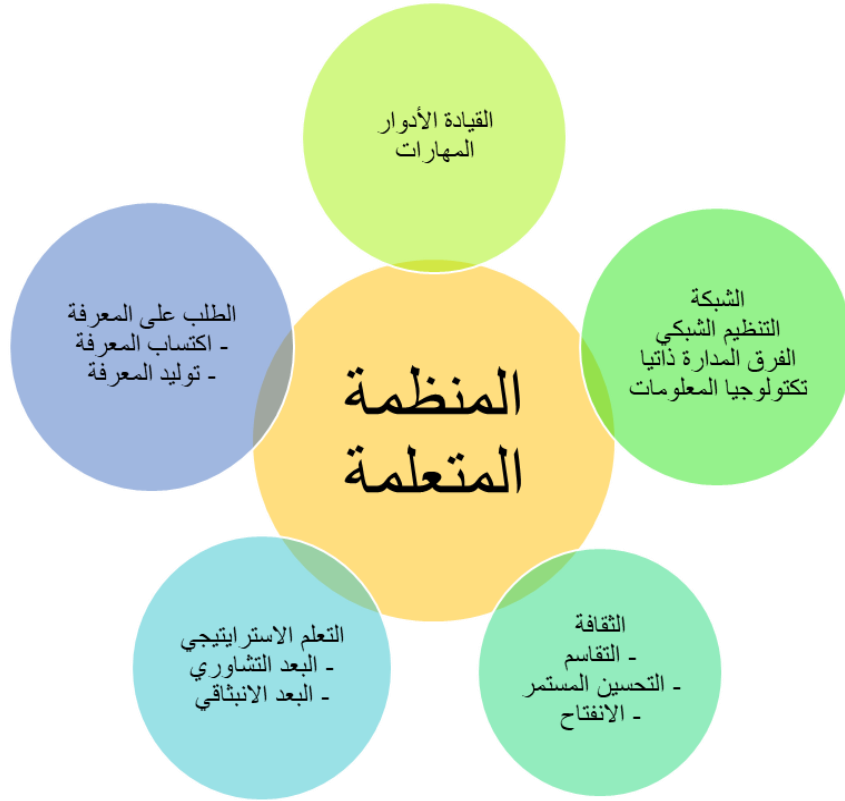 القيادة الأدوار
المهارات
الشبكة
التنظيم الشبكي
الفرق المدارة ذاتيا
تكتولوجيا المعلومات
الطلب على المعرفة
- اكتساب المعرفة
- توليد المعرفة
المنظمة
المتعلمة
الثقافة
- التقاسم
- التحسين المستمر
- الانفتاح
التعلم الاسترايتيجي
- البعد التشاوري
- البعد الانبثاقي